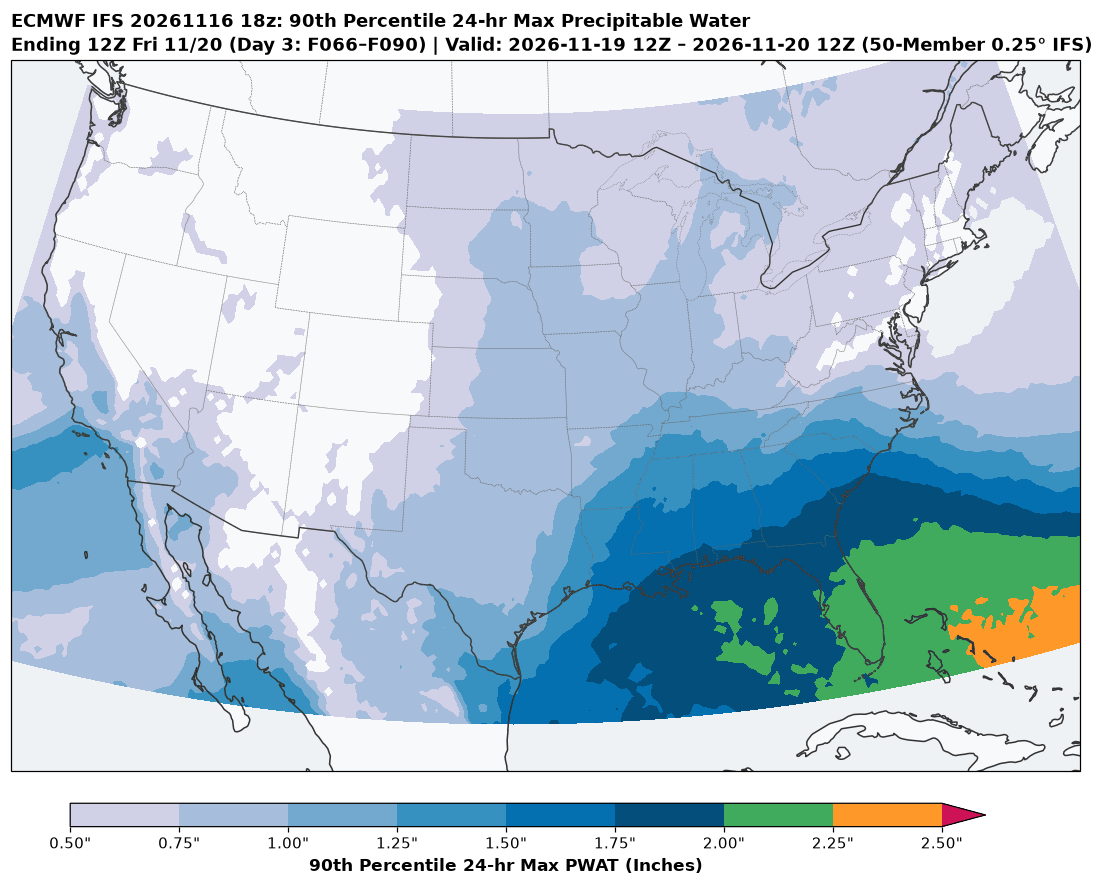 ECMWF IFS 20261116 18z: 90th Percentile 24-hr Max Precipitable Water
Ending 12Z Fri 11/20 (Day 3: F066–F090) | Valid: 2026-11-19 12Z – 2026-11-20 12Z (50-Member 0.25° IFS)
0.50" 0.75" 1.00" 1.25" 1.50" 1.75" 2.00" 2.25" 2.50"
90th Percentile 24-hr Max PWAT (Inches)